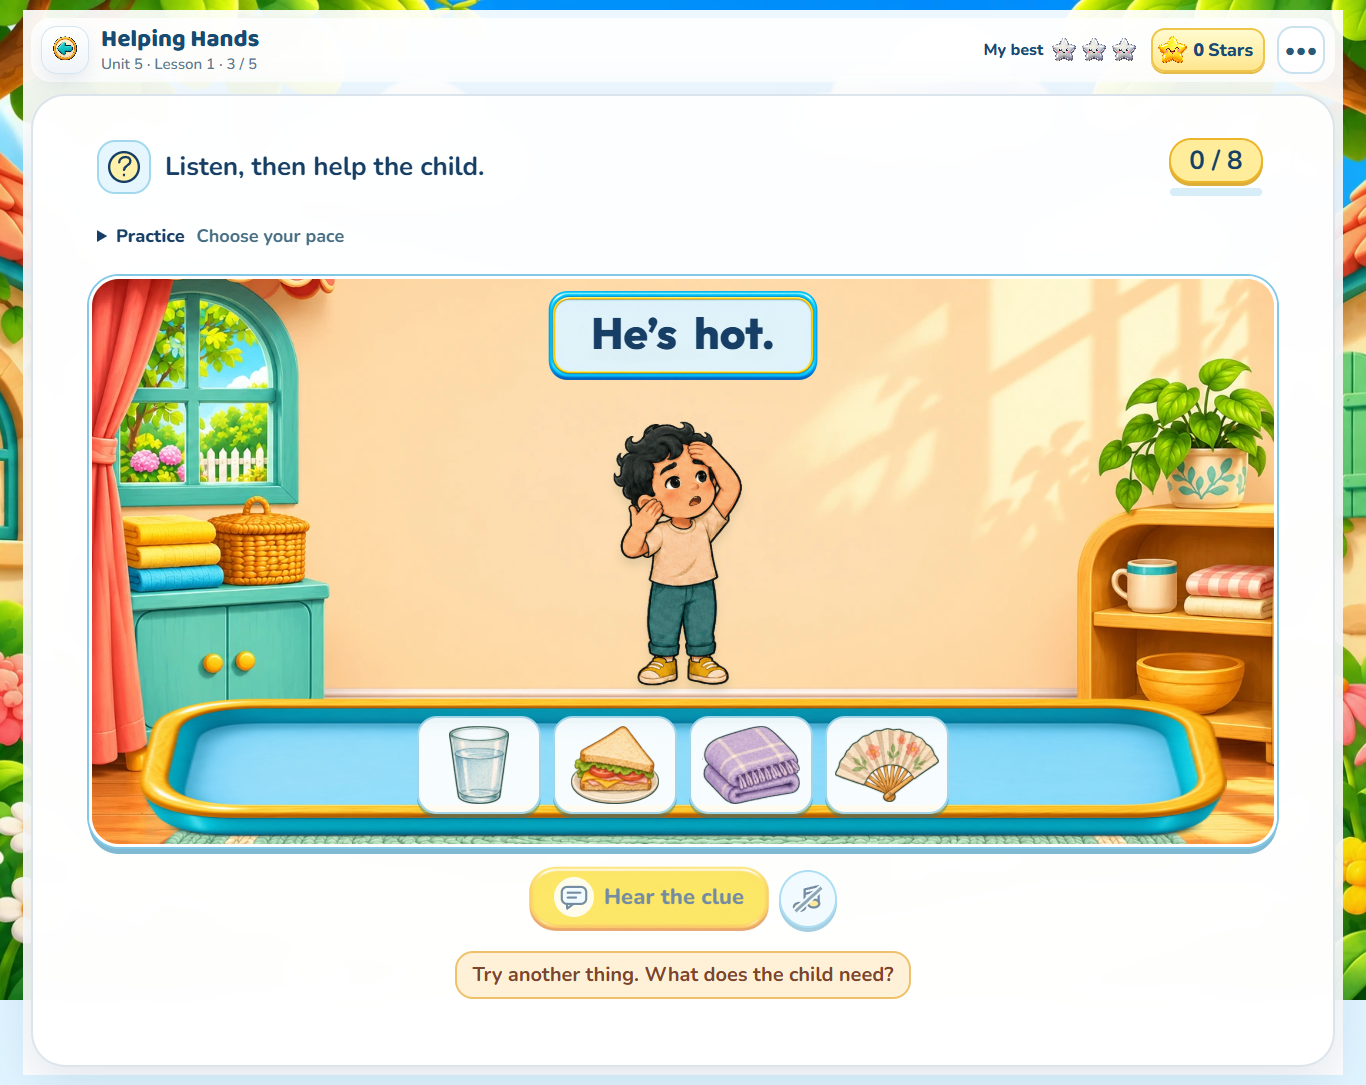 Helping Hands
Unit 5 · Lesson 1 · 3 / 5
My best
0 Stars
Listen, then help the child.
0 / 8
Practice Choose your pace
He's hot.
Hear the clue
Try another thing. What does the child need?